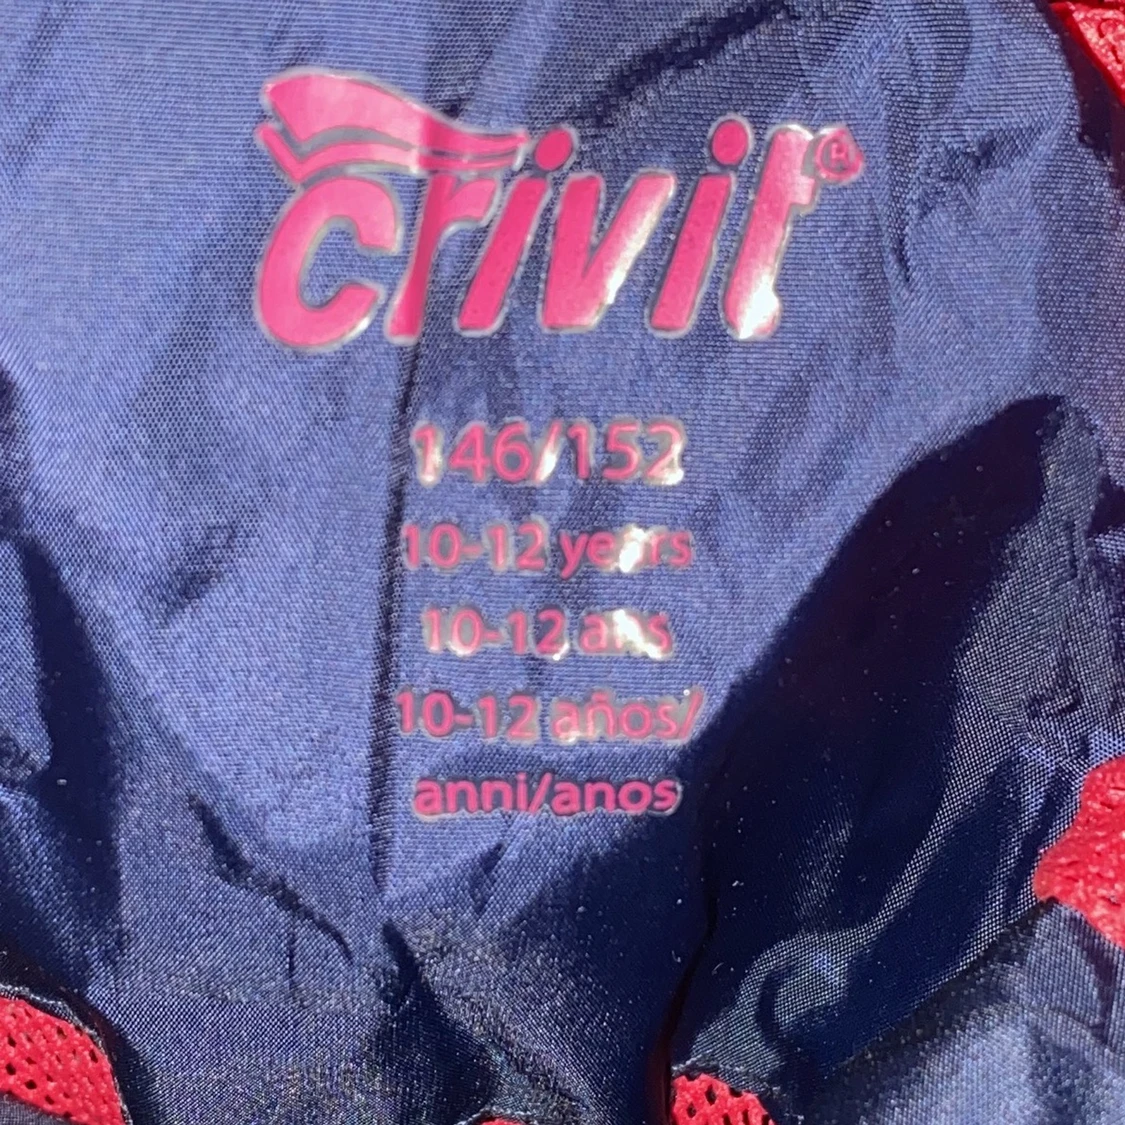 crivit®
146/152
10-12 years
10-12 ans
10-12 años/
anni/anos